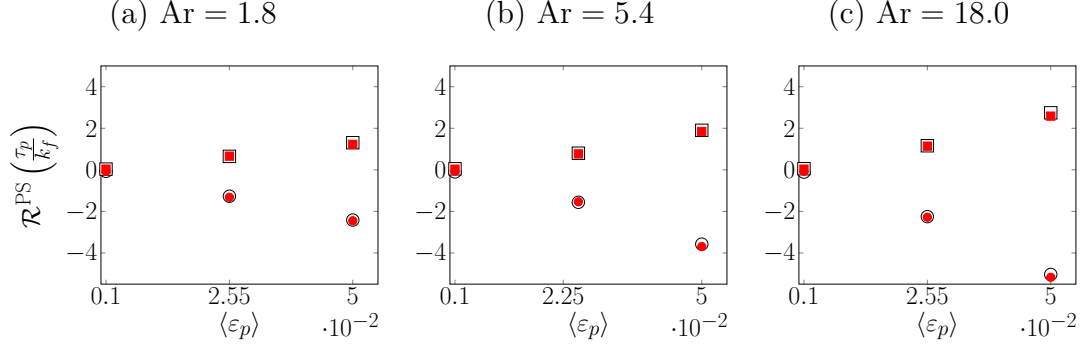 (a) Ar = 1.8
(b) Ar = 5.4
(c) Ar = 18.0
ℛ^PS (τ_p/k_f)
4
2
0
−2
−4
0.1 2.55 5
⟨ε_p⟩ ·10^−2
4
2
0
−2
−4
0.1 2.25 5
⟨ε_p⟩ ·10^−2
4
2
0
−2
−4
0.1 2.55 5
⟨ε_p⟩ ·10^−2